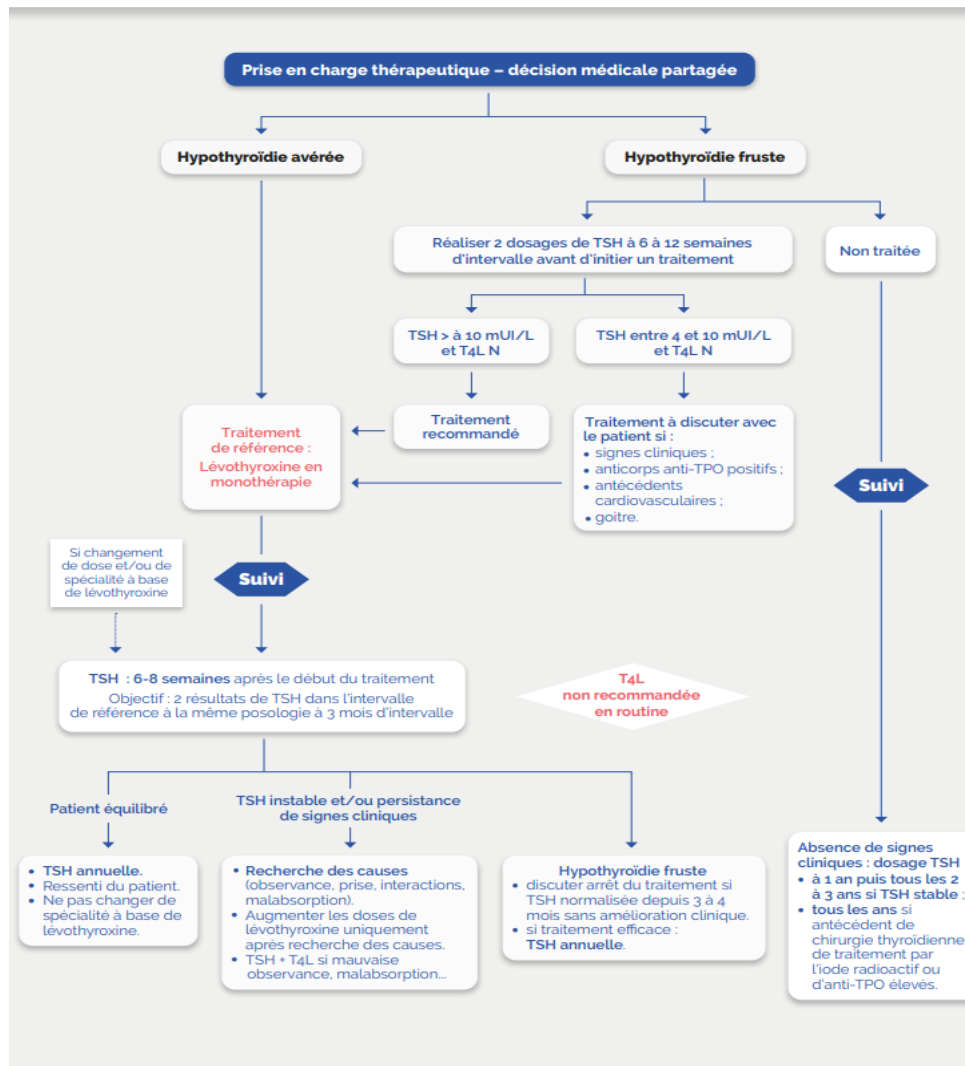 Prise en charge thérapeutique – décision médicale partagée
Hypothyroïdie avérée
Hypothyroïdie fruste
Réaliser 2 dosages de TSH à 6 à 12 semaines
d'intervalle avant d'initier un traitement
Non traitée
TSH > à 10 mUI/L
et T4L N
TSH entre 4 et 10 mUI/L
et T4L N
Traitement
recommandé
Traitement à discuter avec
le patient si :
• signes cliniques ;
• anticorps anti-TPO positifs ;
• antécédents
cardiovasculaires ;
• goitre.
Traitement
de référence :
Lévothyroxine en
monothérapie
Suivi
Si changement
de dose et/ou de
spécialité à base
de lévothyroxine
Suivi
TSH : 6-8 semaines après le début du traitement
Objectif : 2 résultats de TSH dans l'intervalle
de référence à la même posologie à 3 mois d'intervalle
T4L
non recommandée
en routine
Patient équilibré
TSH instable et/ou persistance
de signes cliniques
• TSH annuelle.
• Ressenti du patient.
• Ne pas changer de
spécialité à base de
lévothyroxine.
• Recherche des causes
(observance, prise, interactions,
malabsorption).
• Augmenter les doses de
lévothyroxine uniquement
après recherche des causes.
• TSH + T4L si mauvaise
observance, malabsorption...
Hypothyroïdie fruste
• discuter arrêt du traitement si
TSH normalisée depuis 3 à 4
mois sans amélioration clinique.
• si traitement efficace :
TSH annuelle.
Absence de signes
cliniques : dosage TSH
• à 1 an puis tous les 2
à 3 ans si TSH stable ;
• tous les ans si
antécédent de
chirurgie thyroïdienne
de traitement par
l'iode radioactif ou
d'anti-TPO élevés.